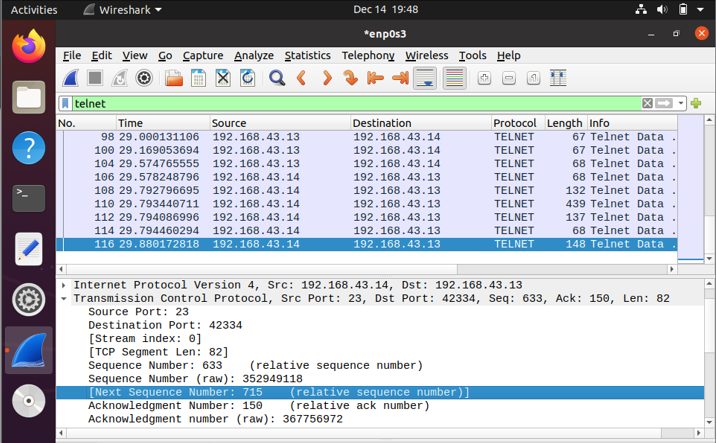 Activities Wireshark Dec 14 19:48
*enp0s3
File Edit View Go Capture Analyze Statistics Telephony Wireless Tools Help
telnet
No. Time Source Destination Protocol Length Info
98 29.000131106 192.168.43.13 192.168.43.14 TELNET 67 Telnet Data .
100 29.169053694 192.168.43.13 192.168.43.14 TELNET 67 Telnet Data .
104 29.574765555 192.168.43.13 192.168.43.14 TELNET 68 Telnet Data .
106 29.578248796 192.168.43.14 192.168.43.13 TELNET 68 Telnet Data .
108 29.792796695 192.168.43.14 192.168.43.13 TELNET 132 Telnet Data .
110 29.793440711 192.168.43.14 192.168.43.13 TELNET 439 Telnet Data .
112 29.794086996 192.168.43.14 192.168.43.13 TELNET 137 Telnet Data .
114 29.794460294 192.168.43.14 192.168.43.13 TELNET 68 Telnet Data .
116 29.880172818 192.168.43.14 192.168.43.13 TELNET 148 Telnet Data .
Internet Protocol Version 4, Src: 192.168.43.14, Dst: 192.168.43.13
Transmission Control Protocol, Src Port: 23, Dst Port: 42334, Seq: 633, Ack: 150, Len: 82
Source Port: 23
Destination Port: 42334
[Stream index: 0]
[TCP Segment Len: 82]
Sequence Number: 633 (relative sequence number)
Sequence Number (raw): 352949118
[Next Sequence Number: 715 (relative sequence number)]
Acknowledgment Number: 150 (relative ack number)
Acknowledgment number (raw): 367756972